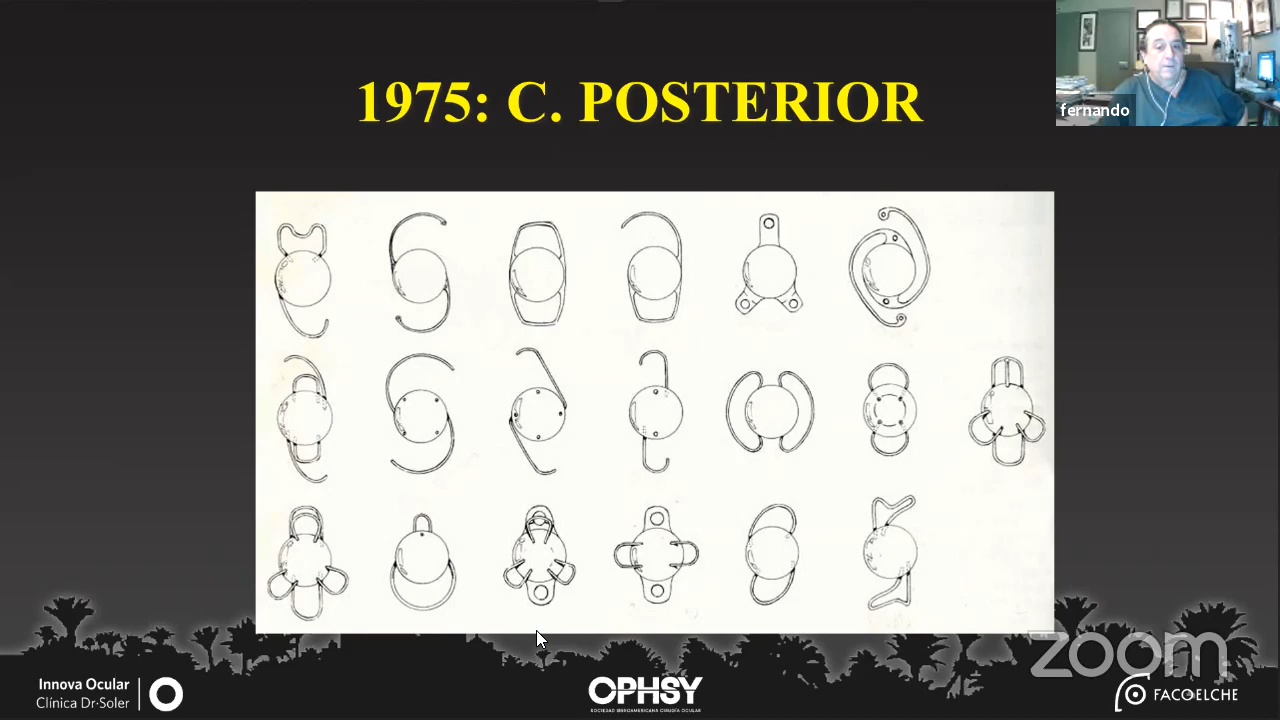 1975: C. POSTERIOR
fernando
zoom
Innova Ocular
Clínica Dr·Soler
OPHSY
SOCIEDAD IBEROAMERICANA CIRUGÍA OCULAR
FACOELCHE